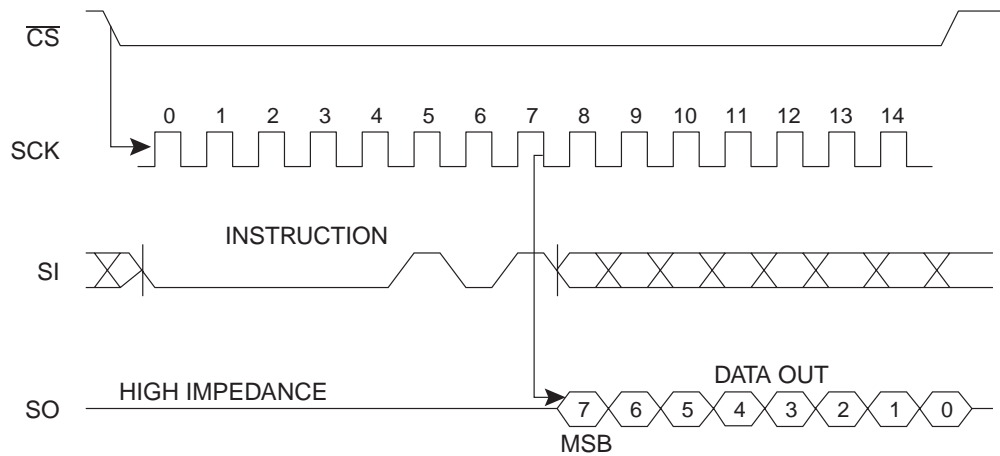 CS
0 1 2 3 4 5 6 7 8 9 10 11 12 13 14
SCK
INSTRUCTION
SI
HIGH IMPEDANCE
DATA OUT
SO
7 6 5 4 3 2 1 0
MSB